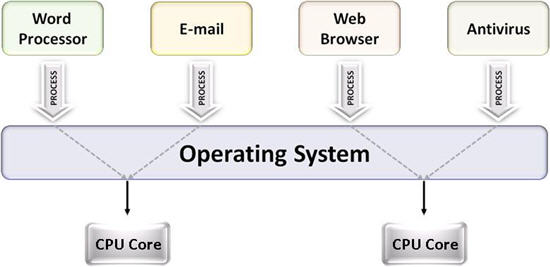 Word
Processor
E-mail
Web
Browser
Antivirus
PROCESS
PROCESS
PROCESS
PROCESS
Operating System
CPU Core
CPU Core